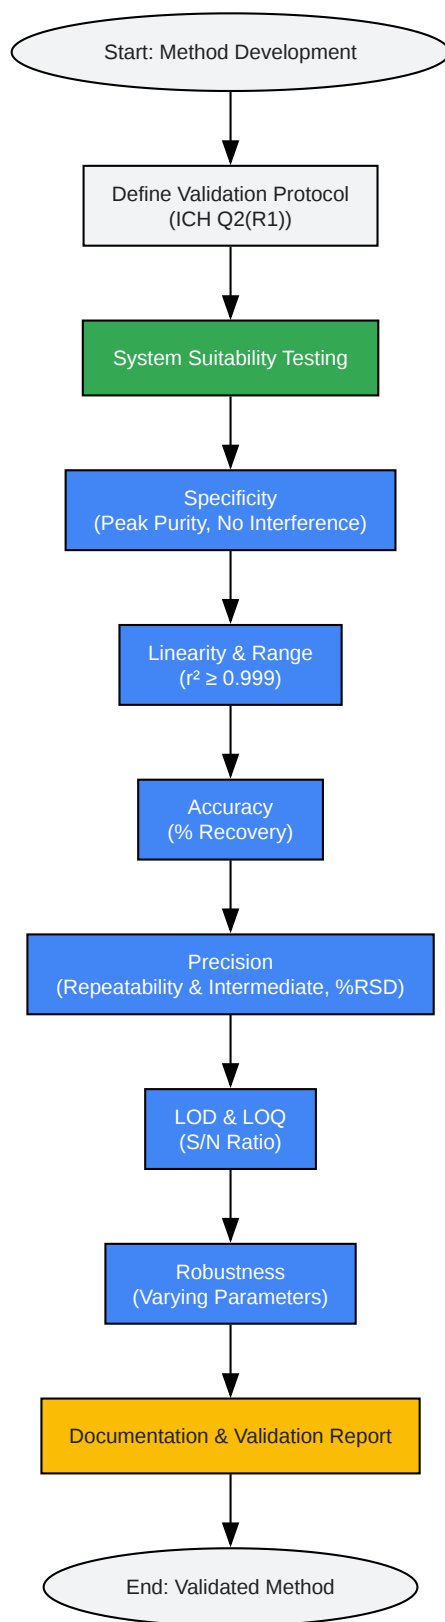 Start: Method Development
Define Validation Protocol
(ICH Q2(R1))
System Suitability Testing
Specificity
(Peak Purity, No Interference)
Linearity & Range
(r² ≥ 0.999)
Accuracy
(% Recovery)
Precision
(Repeatability & Intermediate, %RSD)
LOD & LOQ
(S/N Ratio)
Robustness
(Varying Parameters)
Documentation & Validation Report
End: Validated Method